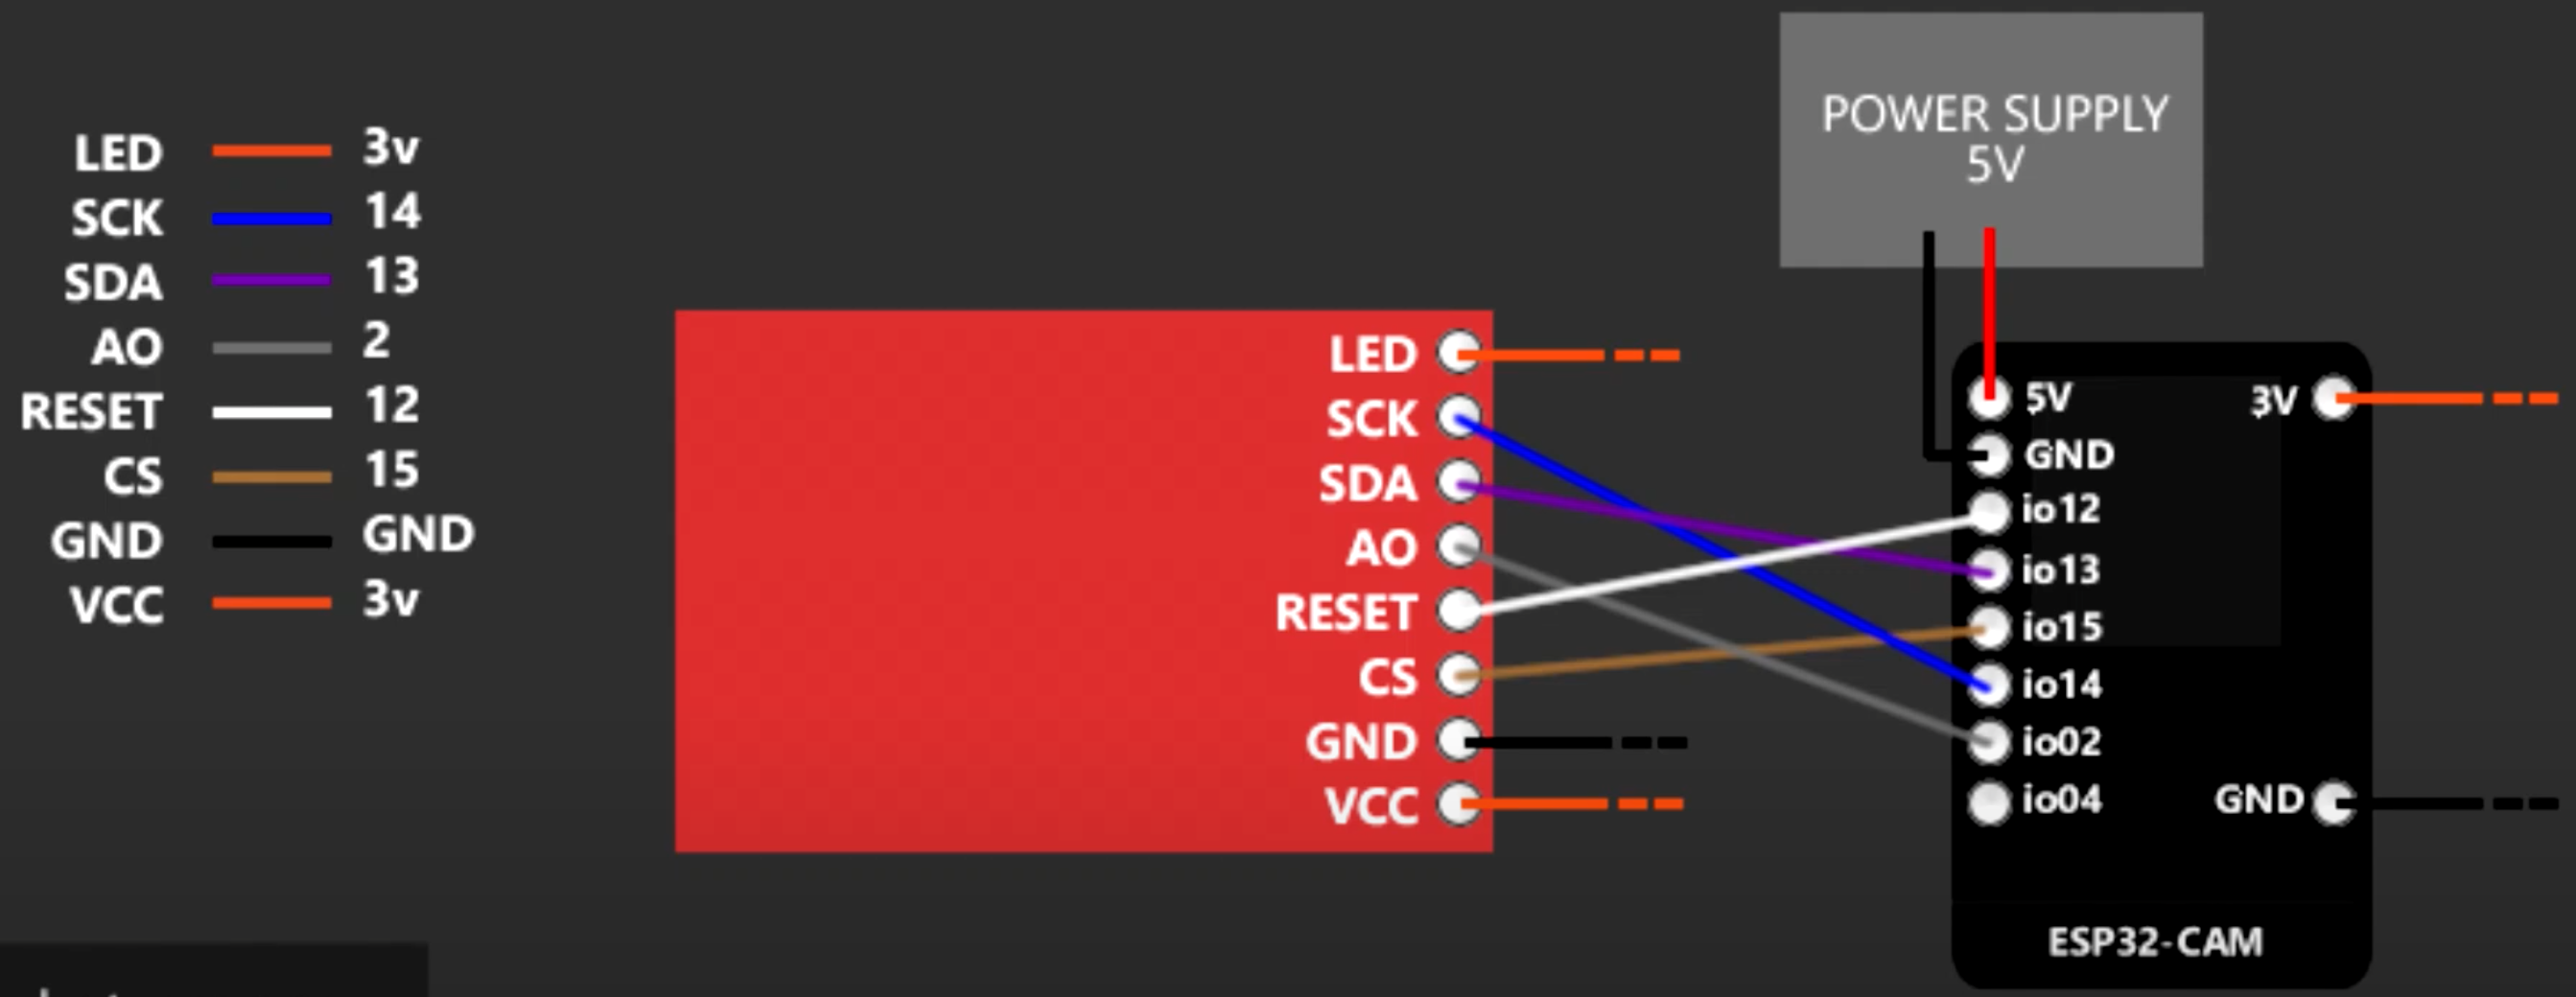 LED 3v
SCK 14
SDA 13
AO 2
RESET 12
CS 15
GND GND
VCC 3v
LED
SCK
SDA
AO
RESET
CS
GND
VCC
POWER SUPPLY
5V
5V 3V
GND
io12
io13
io15
io14
io02
io04 GND
ESP32-CAM